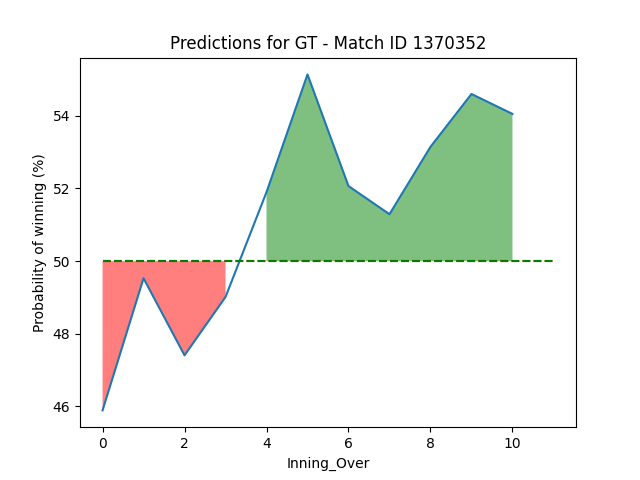 Predictions for GT - Match ID 1370352
Probability of winning (%)
54
52
50
48
46
0 2 4 6 8 10
Inning_Over